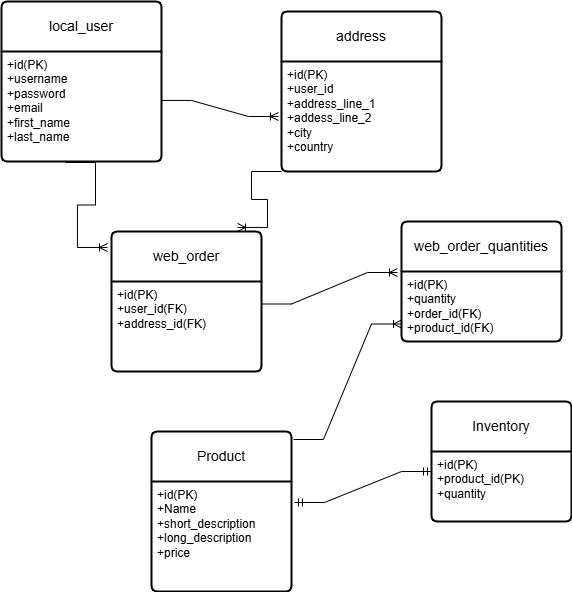 local_user
+id(PK)
+username
+password
+email
+first_name
+last_name
address
+id(PK)
+user_id
+address_line_1
+addess_line_2
+city
+country
web_order
+id(PK)
+user_id(FK)
+address_id(FK)
web_order_quantities
+id(PK)
+quantity
+order_id(FK)
+product_id(FK)
Product
+id(PK)
+Name
+short_description
+long_description
+price
Inventory
+id(PK)
+product_id(PK)
+quantity